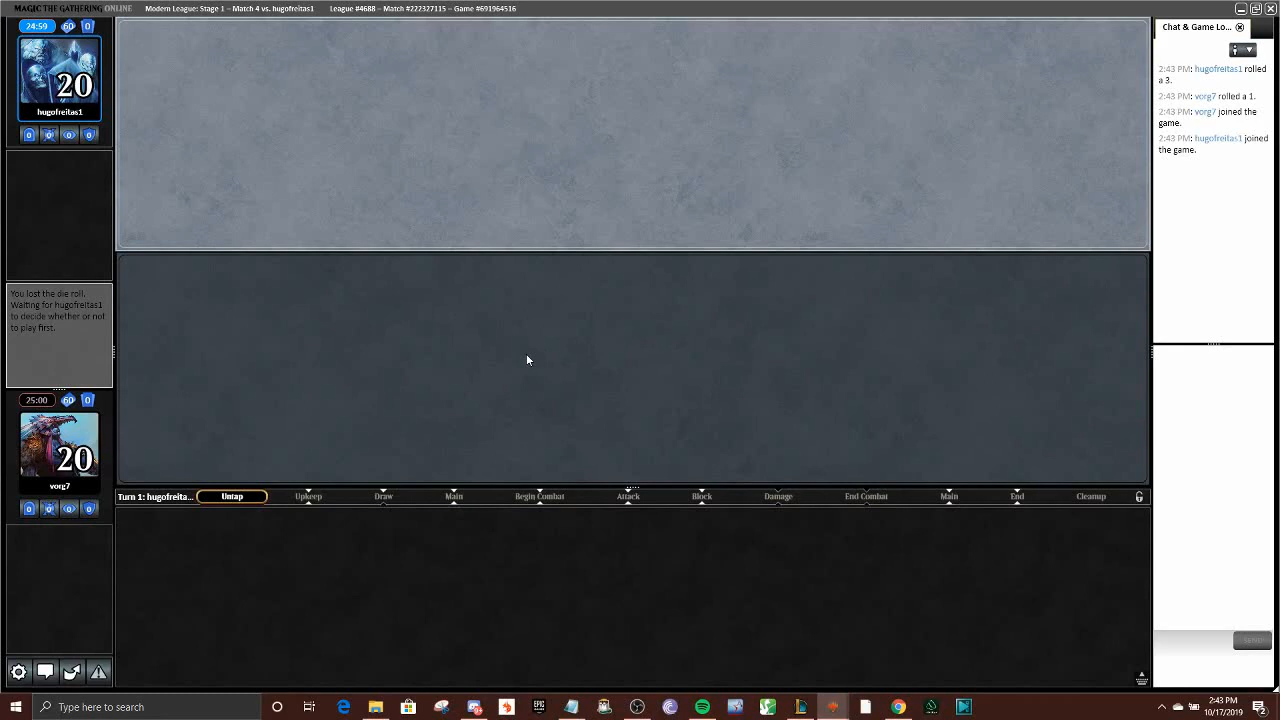 MAGIC THE GATHERING ONLINE
Modern League: Stage 1 – Match 4 vs. hugofreitas1
League #4688 – Match #222327115 – Game #691964516
24:59
60
0
20
hugofreitas1
0
0
0
0
You lost the die roll.
Waiting for hugofreitas1
to decide whether or not
to play first.
25:00
60
0
20
vorg7
0
0
0
0
Turn 1: hugofreita...
Untap
Upkeep
Draw
Main
Begin Combat
Attack
Block
Damage
End Combat
Main
End
Cleanup
Chat & Game Lo...
2:43 PM: hugofreitas1 rolled
a 3.
2:43 PM: vorg7 rolled a 1.
2:43 PM: vorg7 joined the
game.
2:43 PM: hugofreitas1 joined
the game.
Type here to search
EPIC
GAMES
2:43 PM
10/17/2019